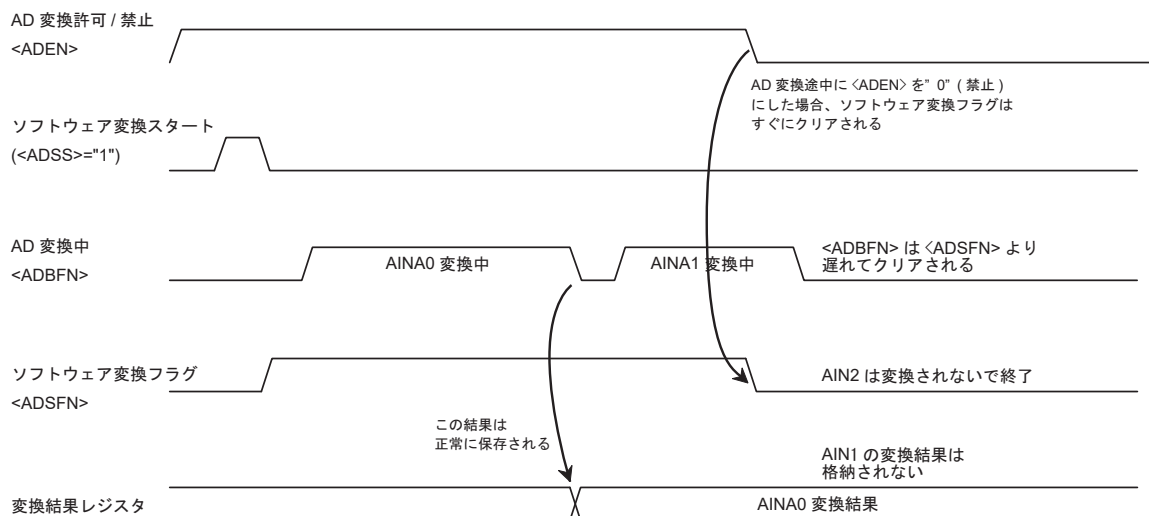 AD 変換許可 / 禁止
<ADEN>
AD 変換途中に〈ADEN〉を” 0” ( 禁止 )
にした場合、ソフトウェア変換フラグは
すぐにクリアされる
ソフトウェア変換スタート
(<ADSS>="1")
AD 変換中
<ADBFN>
AINA0 変換中
AINA1 変換中
<ADBFN> は〈ADSFN〉より
遅れてクリアされる
ソフトウェア変換フラグ
<ADSFN>
AIN2 は変換されないで終了
この結果は
正常に保存される
AIN1 の変換結果は
格納されない
変換結果レジスタ
AINA0 変換結果